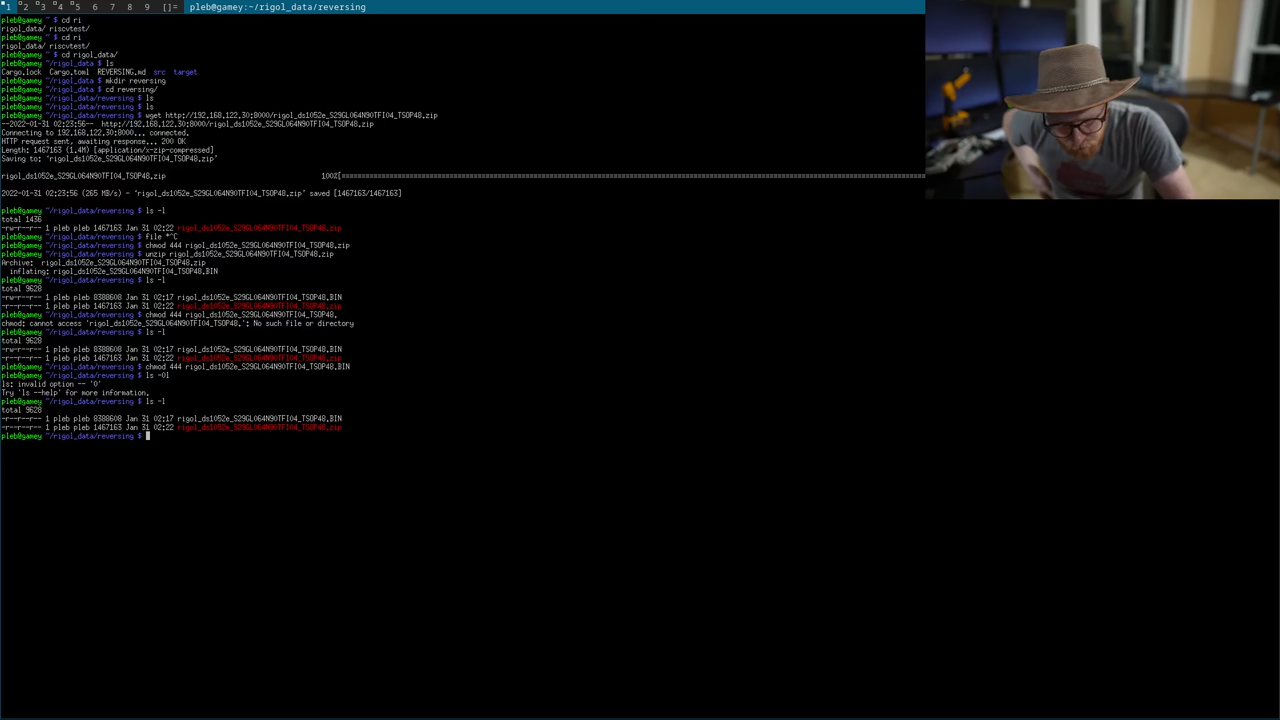 1 2 3 4 5 6 7 8 9 []= pleb@gamey:~/rigol_data/reversing
pleb@gamey ~ $ cd ri
rigol_data/ riscvtest/
pleb@gamey ~ $ cd ri
rigol_data/ riscvtest/
pleb@gamey ~ $ cd rigol_data/
pleb@gamey ~/rigol_data $ ls
Cargo.lock  Cargo.toml  REVERSING.md  src  target
pleb@gamey ~/rigol_data $ mkdir reversing
pleb@gamey ~/rigol_data $ cd reversing/
pleb@gamey ~/rigol_data/reversing $ ls
pleb@gamey ~/rigol_data/reversing $ ls
pleb@gamey ~/rigol_data/reversing $ wget http://192.168.122.30:8000/rigol_ds1052e_S29GL064N90TFI04_TSOP48.zip
--2022-01-31 02:23:56--  http://192.168.122.30:8000/rigol_ds1052e_S29GL064N90TFI04_TSOP48.zip
Connecting to 192.168.122.30:8000... connected.
HTTP request sent, awaiting response... 200 OK
Length: 1467163 (1.4M) [application/x-zip-compressed]
Saving to: ‘rigol_ds1052e_S29GL064N90TFI04_TSOP48.zip’
rigol_ds1052e_S29GL064N90TFI04_TSOP48.zip 100%[=====================================================================================================
2022-01-31 02:23:56 (265 MB/s) - ‘rigol_ds1052e_S29GL064N90TFI04_TSOP48.zip’ saved [1467163/1467163]
pleb@gamey ~/rigol_data/reversing $ ls -l
total 1436
-rw-r--r-- 1 pleb pleb 1467163 Jan 31 02:22 rigol_ds1052e_S29GL064N90TFI04_TSOP48.zip
pleb@gamey ~/rigol_data/reversing $ file *^C
pleb@gamey ~/rigol_data/reversing $ chmod 444 rigol_ds1052e_S29GL064N90TFI04_TSOP48.zip
pleb@gamey ~/rigol_data/reversing $ unzip rigol_ds1052e_S29GL064N90TFI04_TSOP48.zip
Archive:  rigol_ds1052e_S29GL064N90TFI04_TSOP48.zip
  inflating: rigol_ds1052e_S29GL064N90TFI04_TSOP48.BIN
pleb@gamey ~/rigol_data/reversing $ ls -l
total 9628
-rw-r--r-- 1 pleb pleb 8388608 Jan 31 02:17 rigol_ds1052e_S29GL064N90TFI04_TSOP48.BIN
-r--r--r-- 1 pleb pleb 1467163 Jan 31 02:22 rigol_ds1052e_S29GL064N90TFI04_TSOP48.zip
pleb@gamey ~/rigol_data/reversing $ chmod 444 rigol_ds1052e_S29GL064N90TFI04_TSOP48.
chmod: cannot access 'rigol_ds1052e_S29GL064N90TFI04_TSOP48.': No such file or directory
pleb@gamey ~/rigol_data/reversing $ ls -l
total 9628
-rw-r--r-- 1 pleb pleb 8388608 Jan 31 02:17 rigol_ds1052e_S29GL064N90TFI04_TSOP48.BIN
-r--r--r-- 1 pleb pleb 1467163 Jan 31 02:22 rigol_ds1052e_S29GL064N90TFI04_TSOP48.zip
pleb@gamey ~/rigol_data/reversing $ chmod 444 rigol_ds1052e_S29GL064N90TFI04_TSOP48.BIN
pleb@gamey ~/rigol_data/reversing $ ls -0l
ls: invalid option -- '0'
Try 'ls --help' for more information.
pleb@gamey ~/rigol_data/reversing $ ls -l
total 9628
-r--r--r-- 1 pleb pleb 8388608 Jan 31 02:17 rigol_ds1052e_S29GL064N90TFI04_TSOP48.BIN
-r--r--r-- 1 pleb pleb 1467163 Jan 31 02:22 rigol_ds1052e_S29GL064N90TFI04_TSOP48.zip
pleb@gamey ~/rigol_data/reversing $